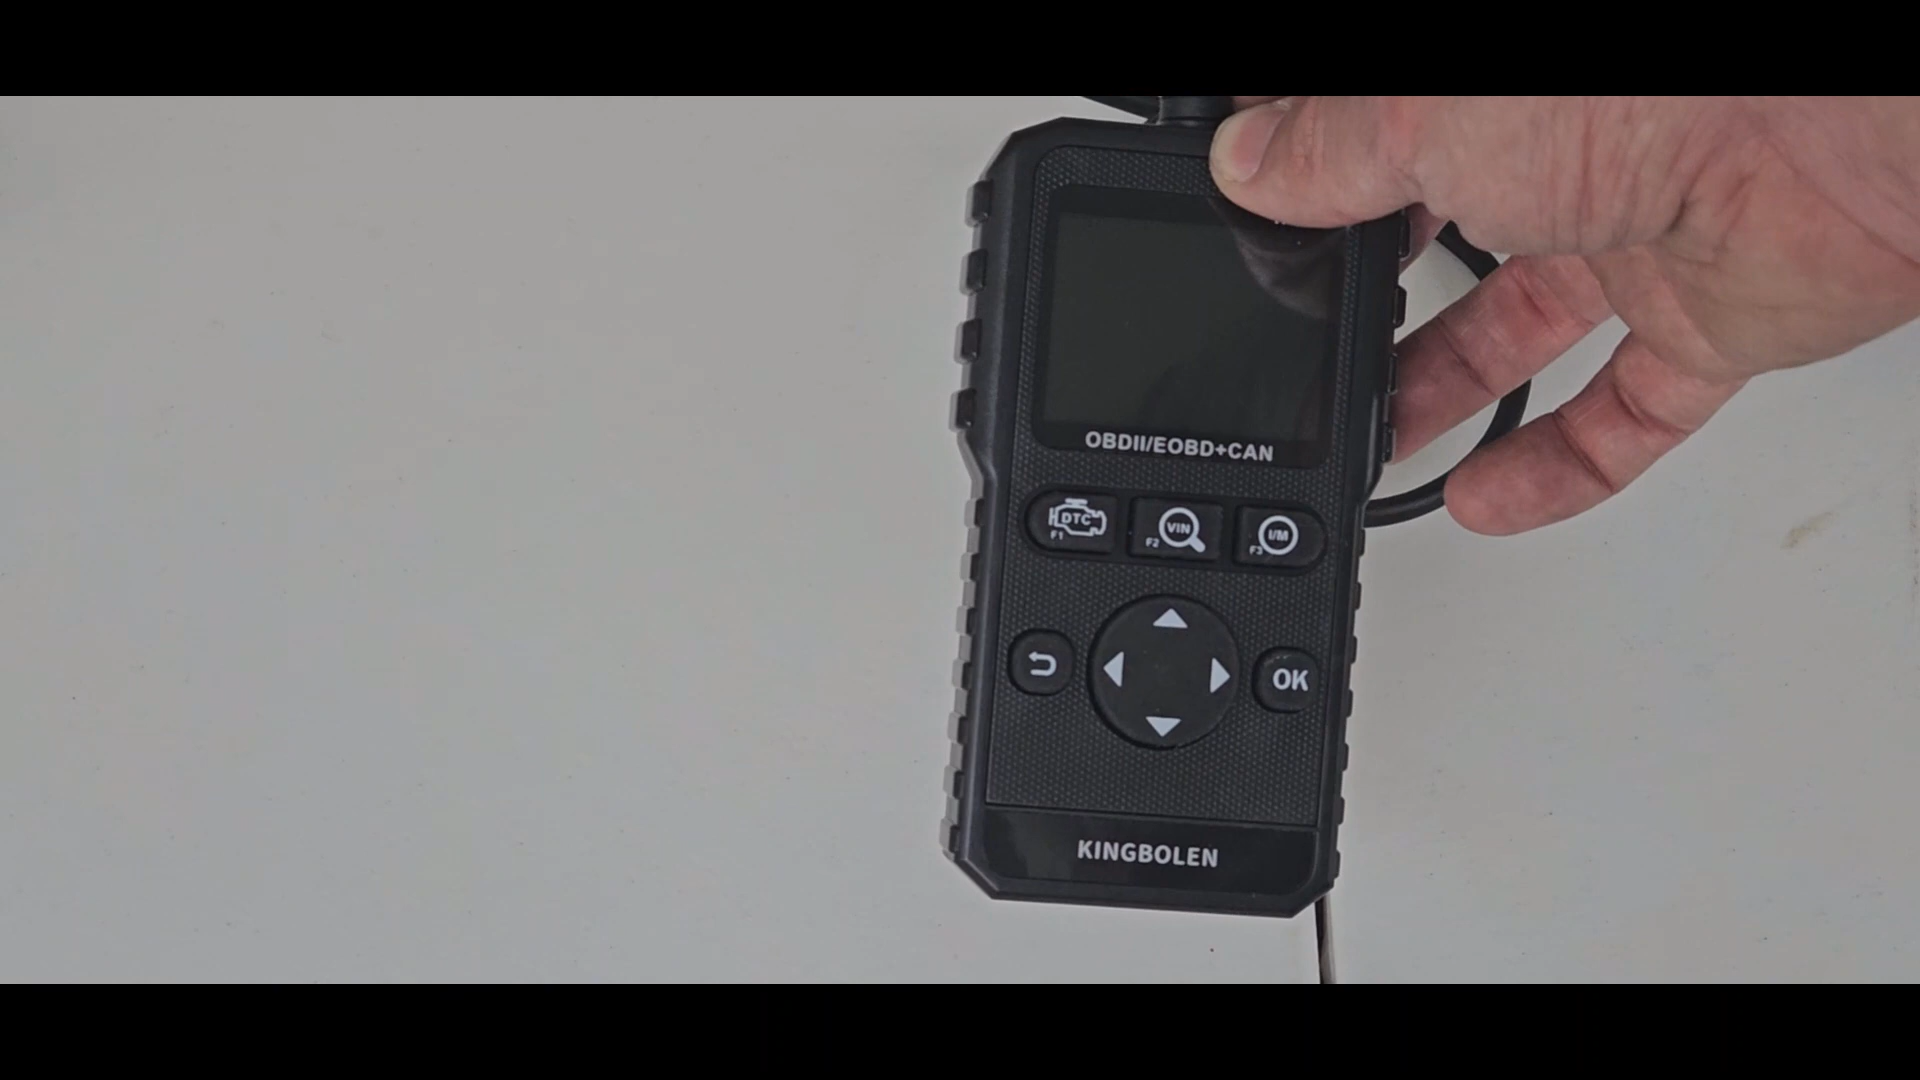 OBDII/EOBD+CAN
DTC
F1
VIN
F2
I/M
F3
OK
KINGBOLEN